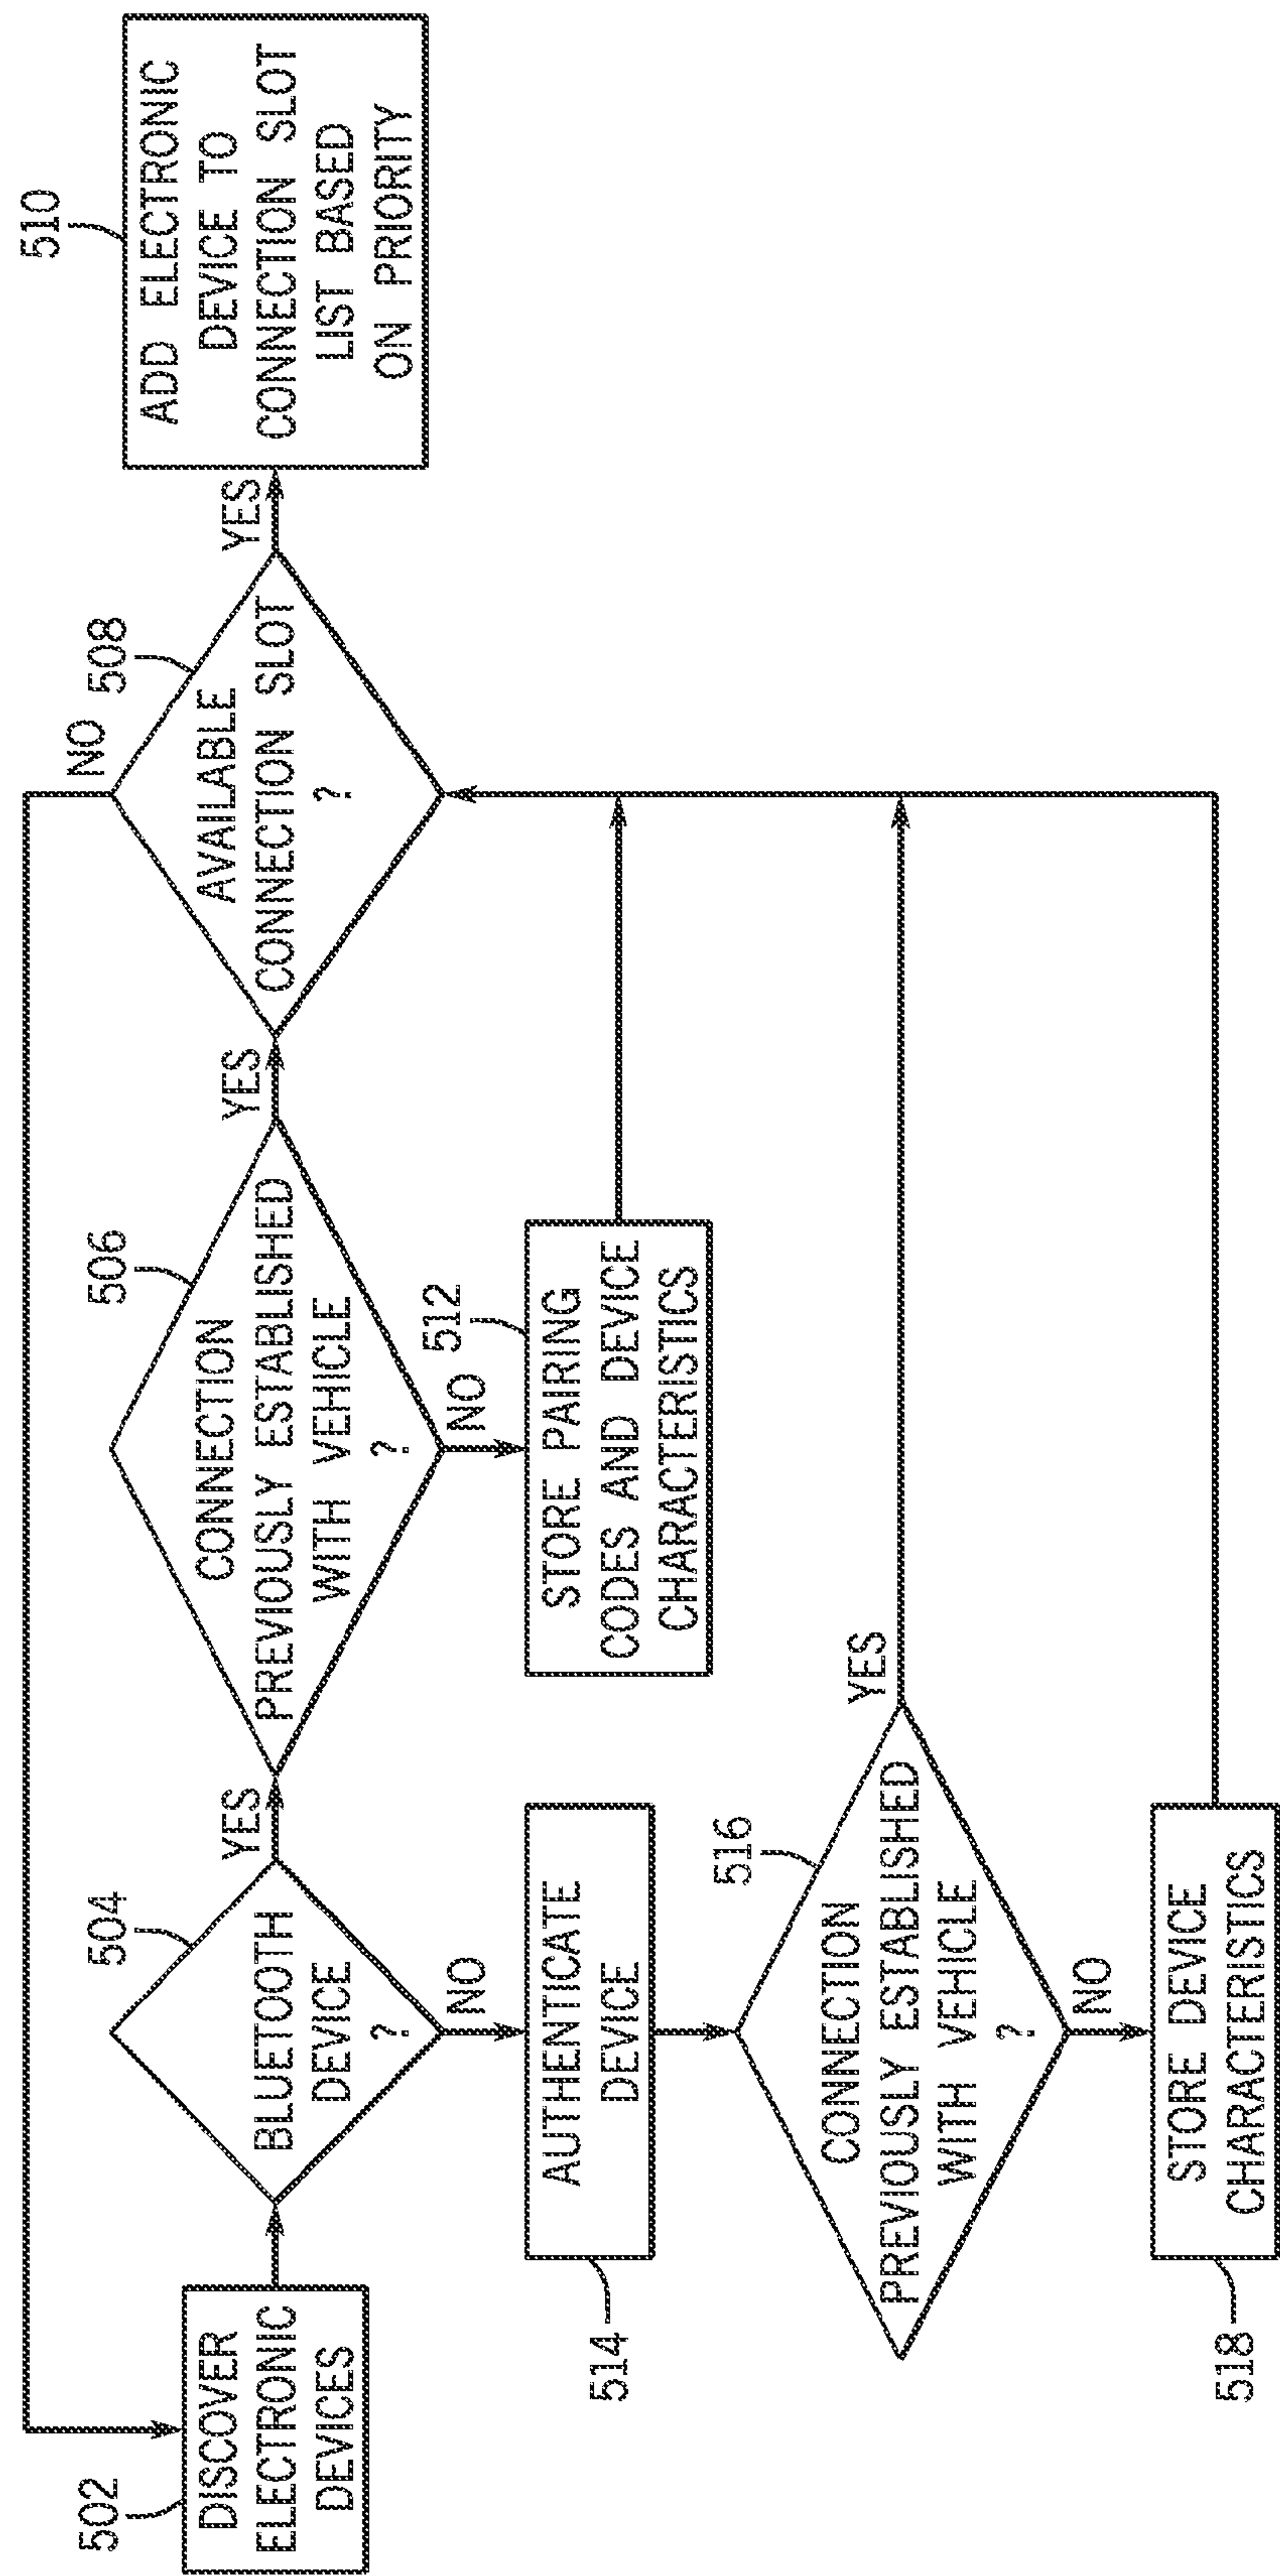 502
DISCOVER
ELECTRONIC
DEVICES
504
BLUETOOTH
DEVICE
?
YES
NO
506
CONNECTION
PREVIOUSLY ESTABLISHED
WITH VEHICLE
?
YES
NO
508
AVAILABLE
CONNECTION SLOT
?
NO
YES
510
ADD ELECTRONIC
DEVICE TO
CONNECTION SLOT
LIST BASED
ON PRIORITY
512
STORE PAIRING
CODES AND DEVICE
CHARACTERISTICS
514
AUTHENTICATE
DEVICE
516
CONNECTION
PREVIOUSLY ESTABLISHED
WITH VEHICLE
?
YES
NO
518
STORE DEVICE
CHARACTERISTICS